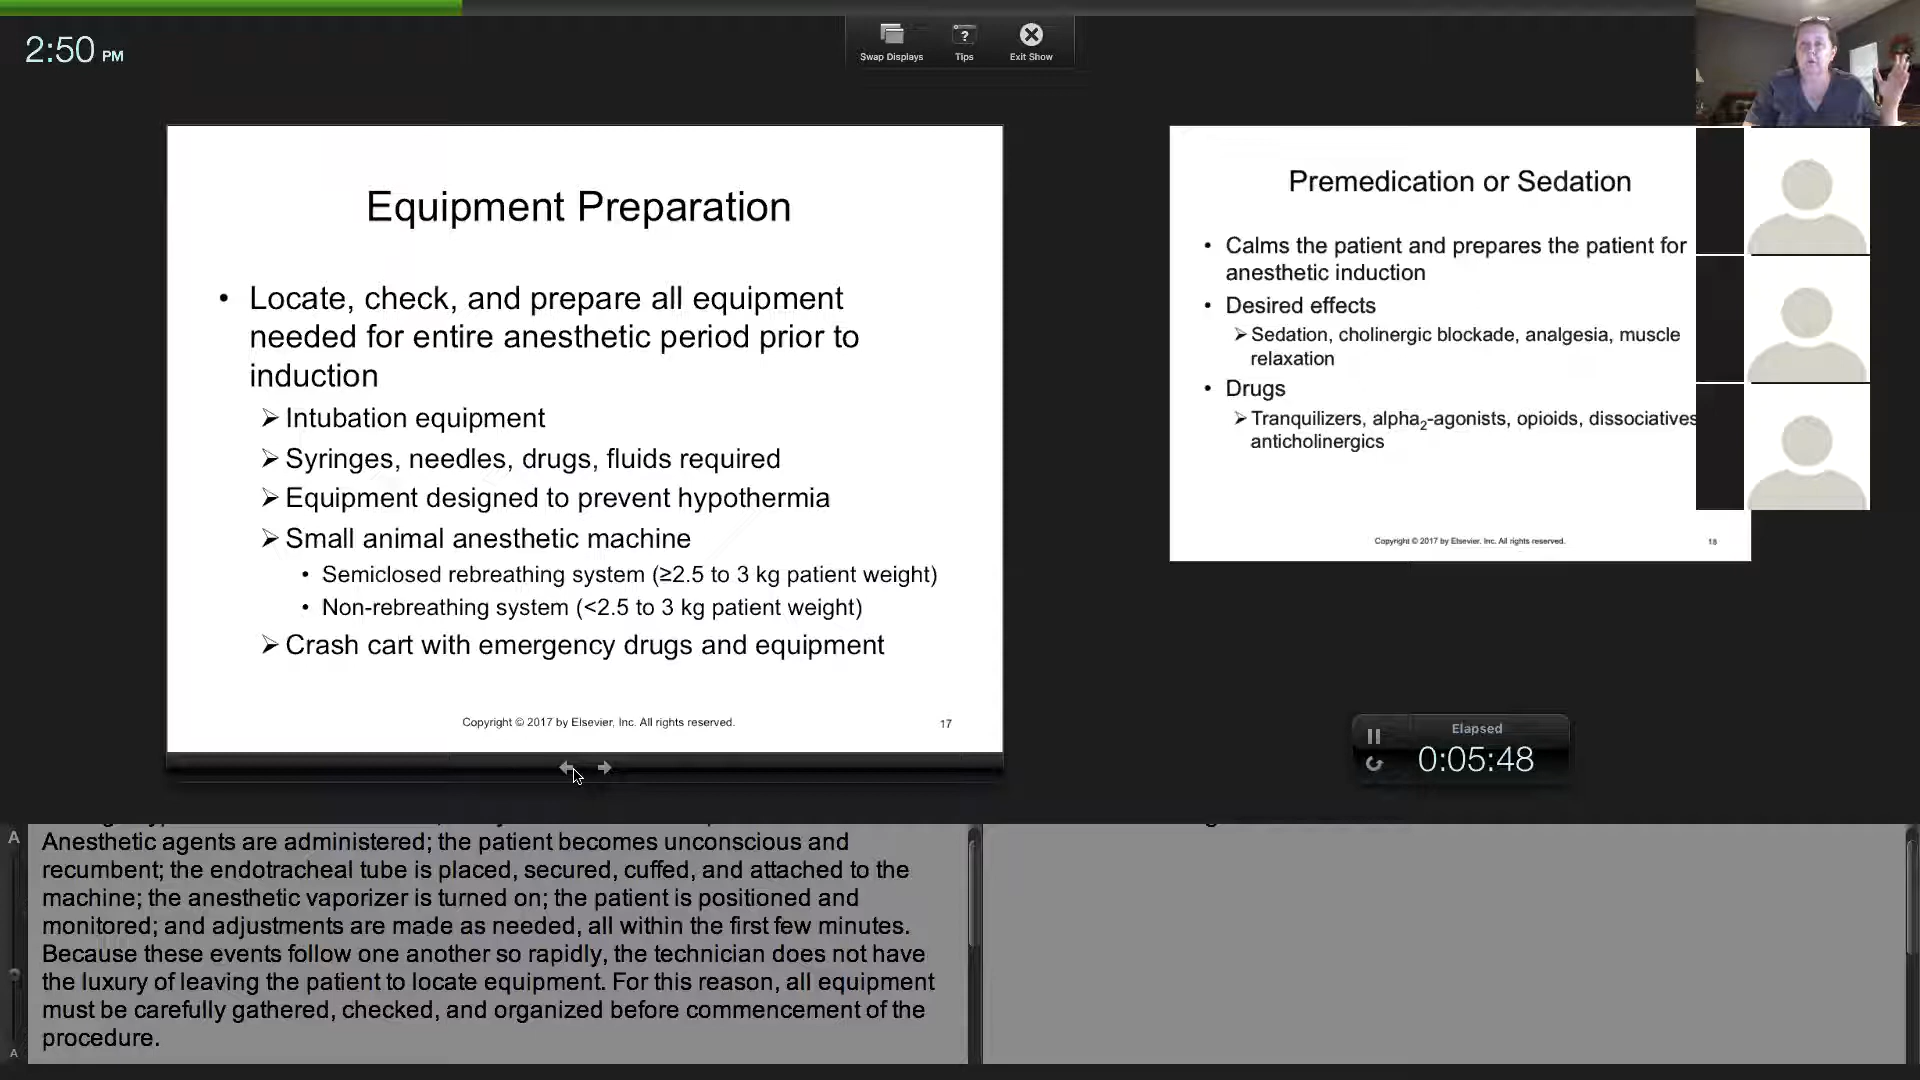 2:50 PM
Swap Displays
Tips
Exit Show
Equipment Preparation
• Locate, check, and prepare all equipment
needed for entire anesthetic period prior to
induction
➢ Intubation equipment
➢ Syringes, needles, drugs, fluids required
➢ Equipment designed to prevent hypothermia
➢ Small animal anesthetic machine
• Semiclosed rebreathing system (≥2.5 to 3 kg patient weight)
• Non-rebreathing system (<2.5 to 3 kg patient weight)
➢ Crash cart with emergency drugs and equipment
Copyright © 2017 by Elsevier, Inc. All rights reserved.
17
Premedication or Sedation
• Calms the patient and prepares the patient for
anesthetic induction
• Desired effects
➢ Sedation, cholinergic blockade, analgesia, muscle
relaxation
• Drugs
➢ Tranquilizers, alpha₂-agonists, opioids, dissociatives
anticholinergics
Copyright © 2017 by Elsevier, Inc. All rights reserved.
18
Elapsed
0:05:48
A
Anesthetic agents are administered; the patient becomes unconscious and
recumbent; the endotracheal tube is placed, secured, cuffed, and attached to the
machine; the anesthetic vaporizer is turned on; the patient is positioned and
monitored; and adjustments are made as needed, all within the first few minutes.
Because these events follow one another so rapidly, the technician does not have
the luxury of leaving the patient to locate equipment. For this reason, all equipment
must be carefully gathered, checked, and organized before commencement of the
procedure.
A